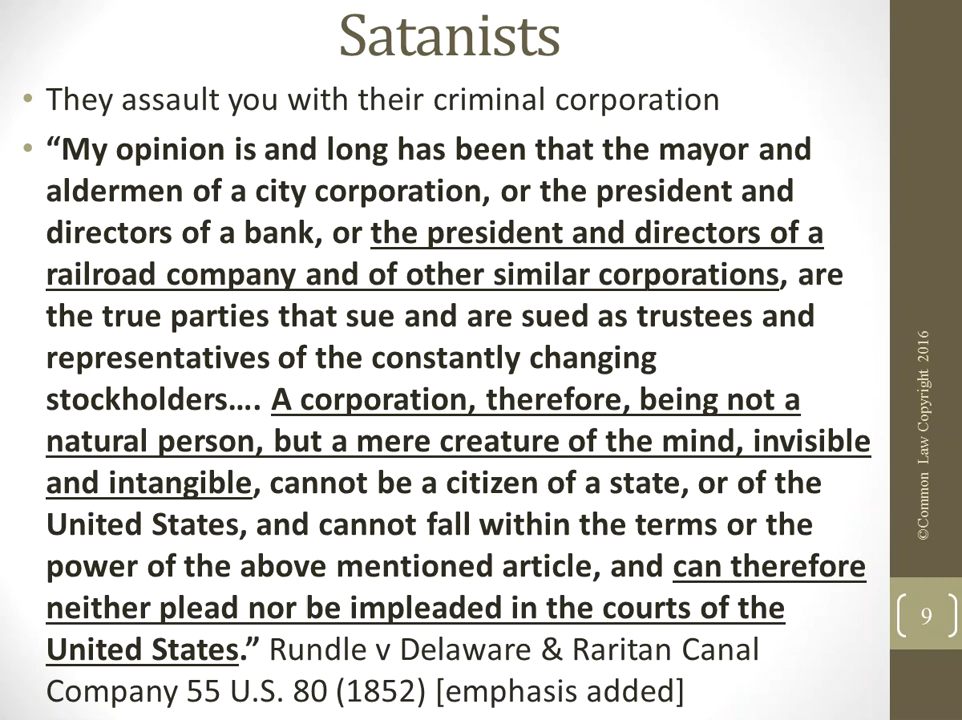 Satanists
• They assault you with their criminal corporation
• “My opinion is and long has been that the mayor and
aldermen of a city corporation, or the president and
directors of a bank, or the president and directors of a
railroad company and of other similar corporations, are
the true parties that sue and are sued as trustees and
representatives of the constantly changing
stockholders…. A corporation, therefore, being not a
natural person, but a mere creature of the mind, invisible
and intangible, cannot be a citizen of a state, or of the
United States, and cannot fall within the terms or the
power of the above mentioned article, and can therefore
neither plead nor be impleaded in the courts of the
United States.” Rundle v Delaware & Raritan Canal
Company 55 U.S. 80 (1852) [emphasis added]
©Common Law Copyright 2016
9